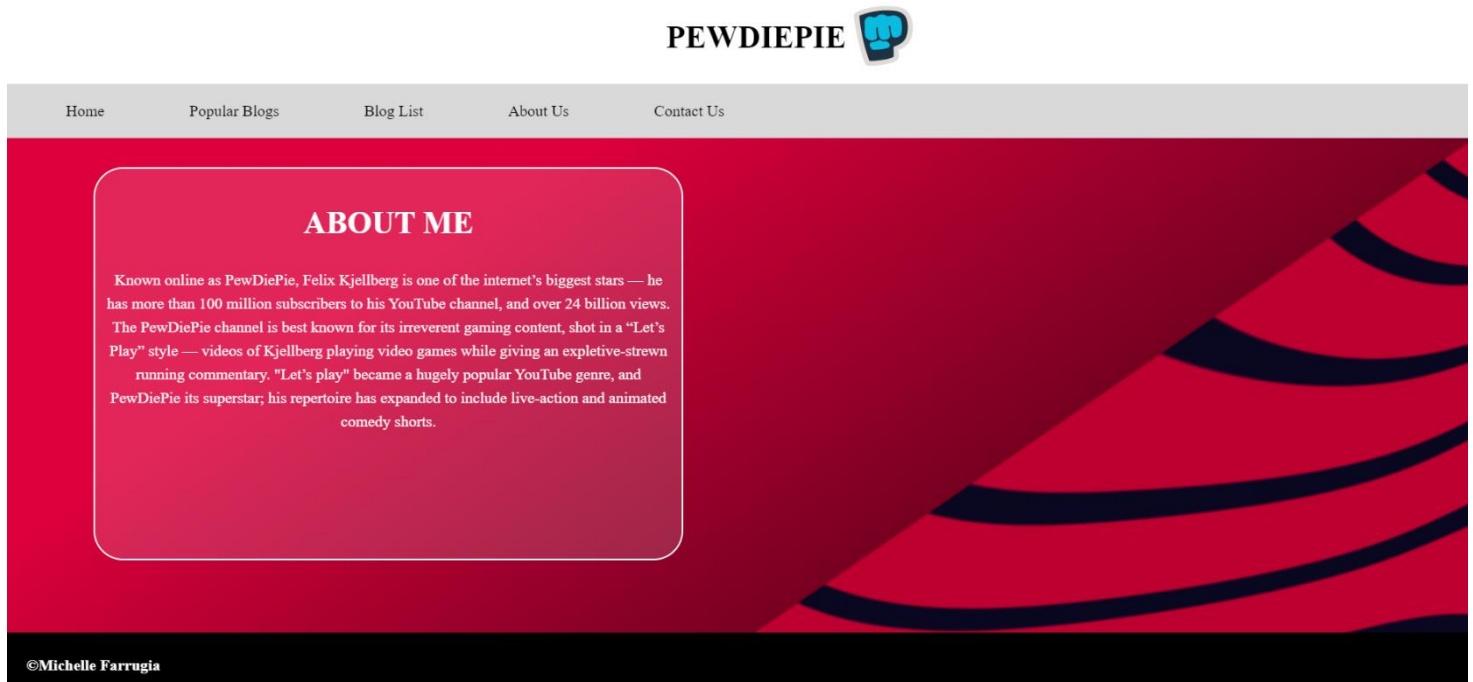 PEWDIEPIE
Home Popular Blogs Blog List About Us Contact Us
ABOUT ME
Known online as PewDiePie, Felix Kjellberg is one of the internet’s biggest stars — he
has more than 100 million subscribers to his YouTube channel, and over 24 billion views.
The PewDiePie channel is best known for its irreverent gaming content, shot in a “Let’s
Play” style — videos of Kjellberg playing video games while giving an expletive-strewn
running commentary. "Let’s play" became a hugely popular YouTube genre, and
PewDiePie its superstar; his repertoire has expanded to include live-action and animated
comedy shorts.
©Michelle Farrugia